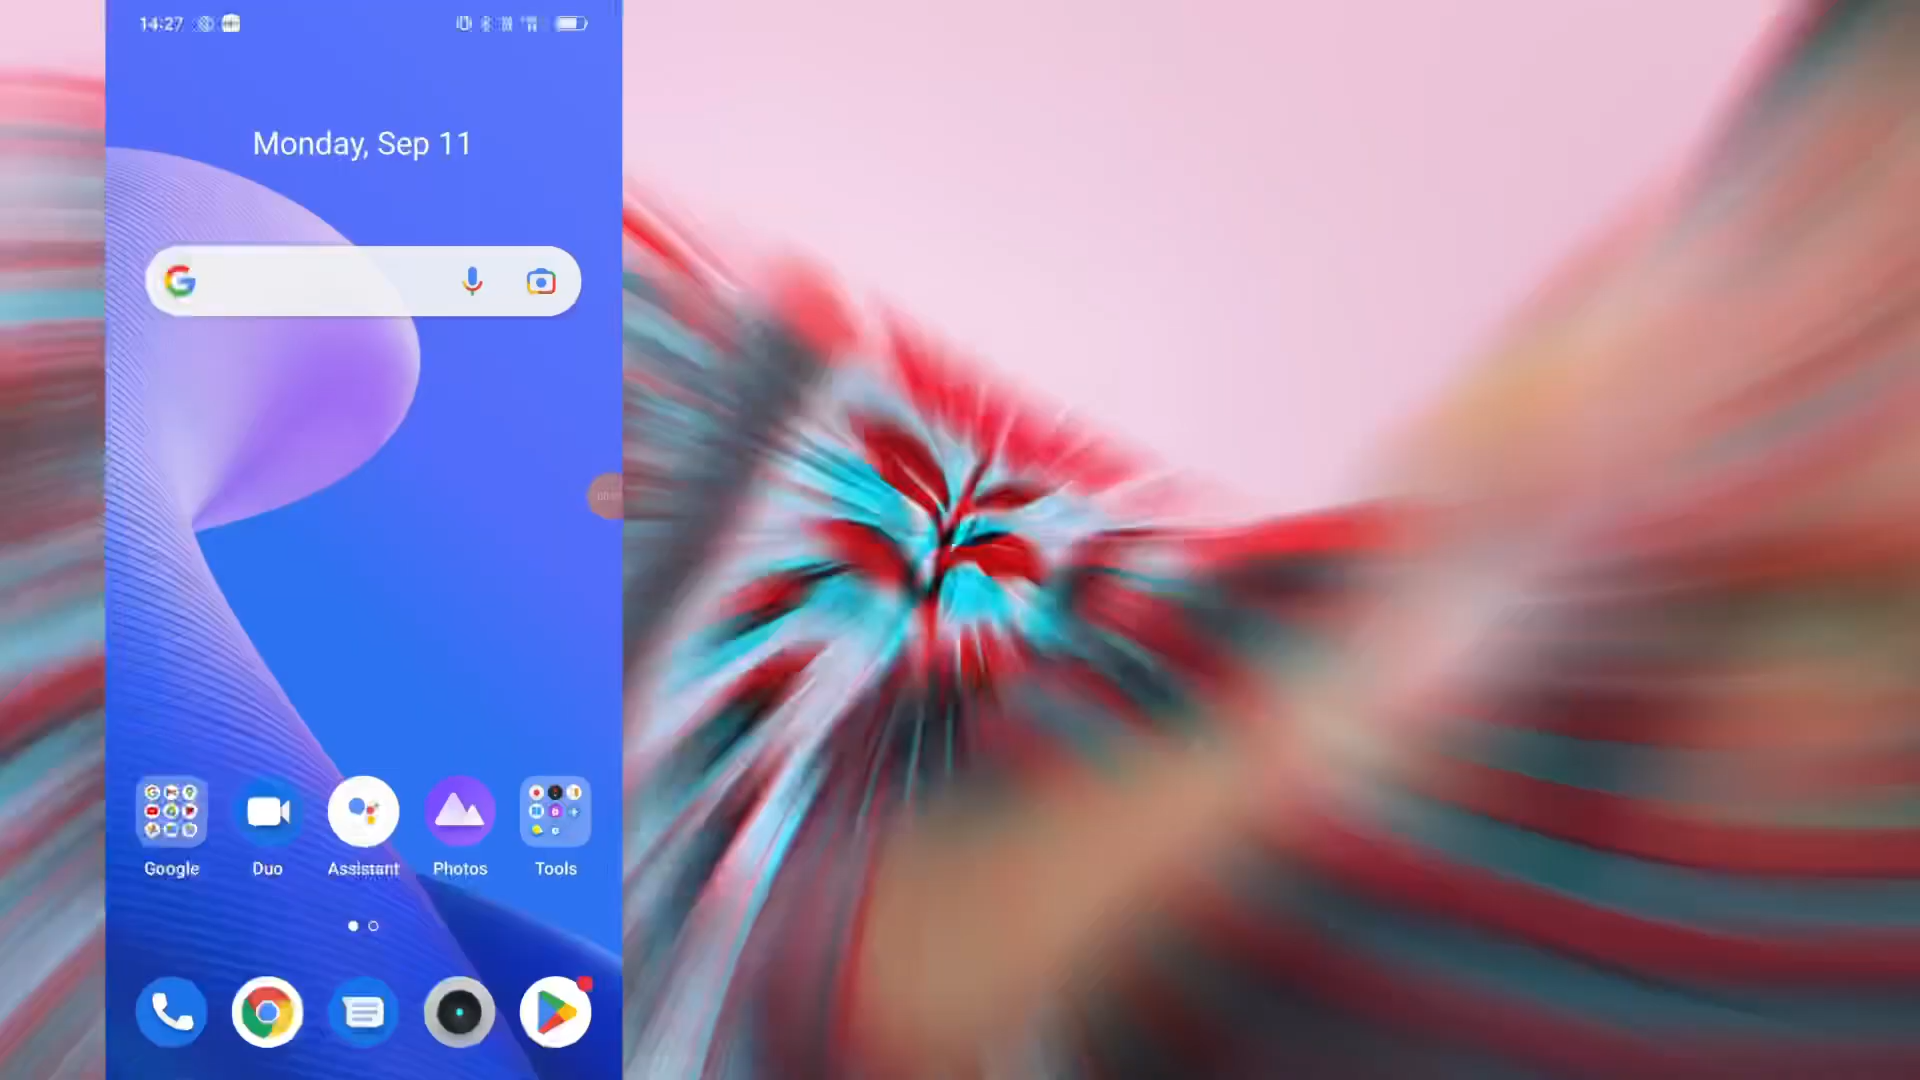 14:27
Monday, Sep 11
Google
Duo
Assistant
Photos
Tools